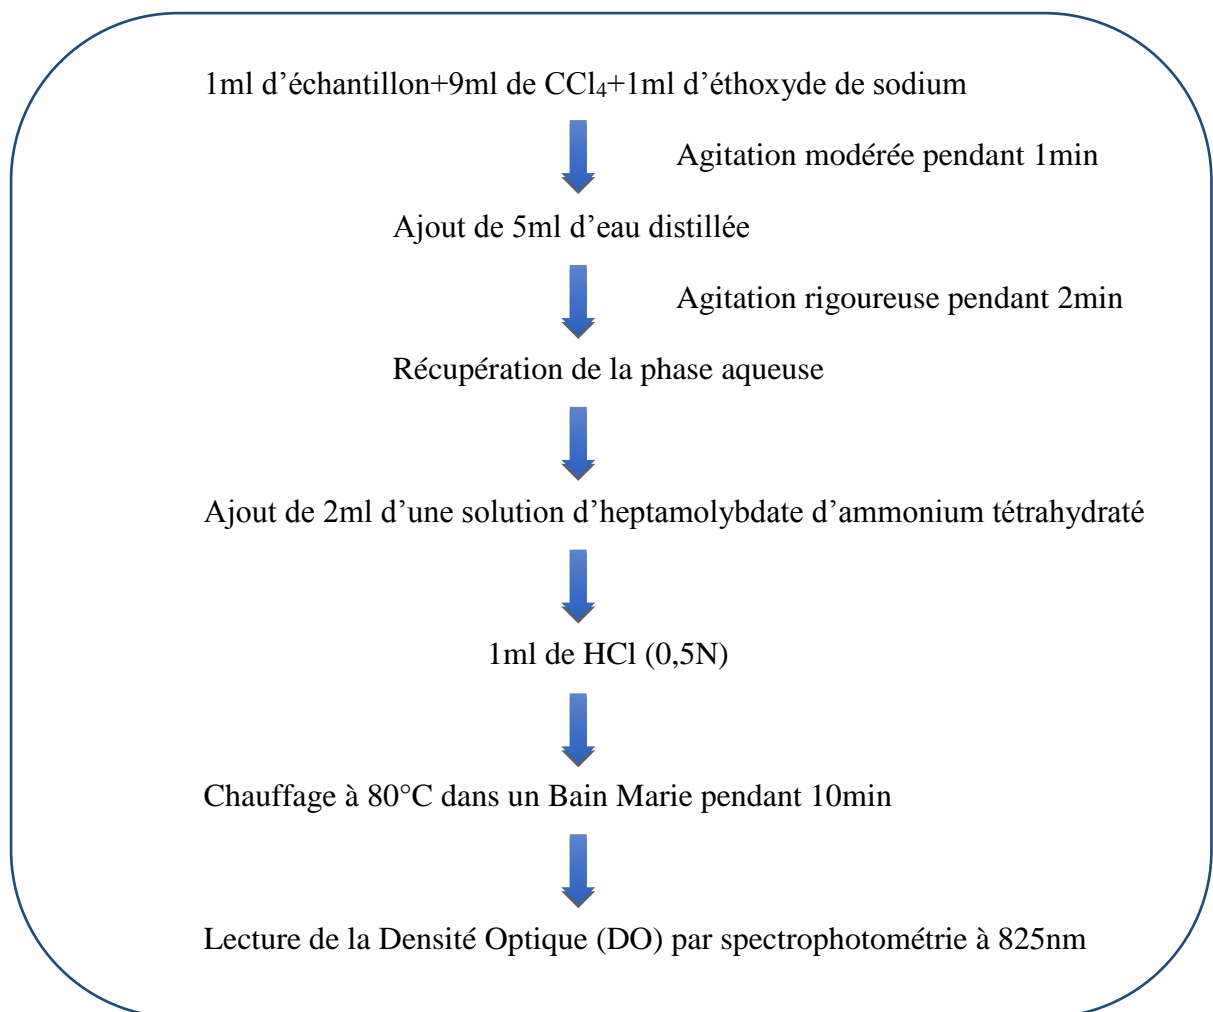 1ml d’échantillon+9ml de CCl₄+1ml d’éthoxyde de sodium
Agitation modérée pendant 1min
Ajout de 5ml d’eau distillée
Agitation rigoureuse pendant 2min
Récupération de la phase aqueuse
Ajout de 2ml d’une solution d’heptamolybdate d’ammonium tétrahydraté
1ml de HCl (0,5N)
Chauffage à 80°C dans un Bain Marie pendant 10min
Lecture de la Densité Optique (DO) par spectrophotométrie à 825nm